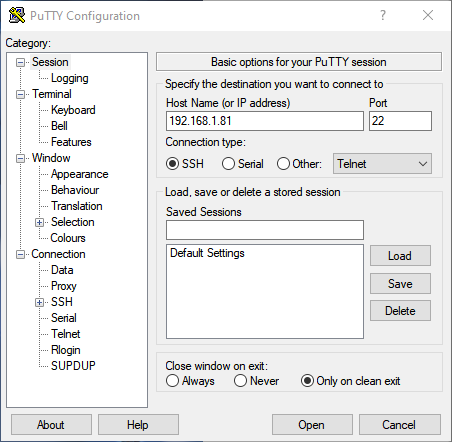 PuTTY Configuration
?
Category:
Session
Logging
Terminal
Keyboard
Bell
Features
Window
Appearance
Behaviour
Translation
Selection
Colours
Connection
Data
Proxy
SSH
Serial
Telnet
Rlogin
SUPDUP
Basic options for your PuTTY session
Specify the destination you want to connect to
Host Name (or IP address) Port
192.168.1.81 22
Connection type:
SSH Serial Other: Telnet
Load, save or delete a stored session
Saved Sessions
Default Settings
Load
Save
Delete
Close window on exit:
Always Never Only on clean exit
About Help Open Cancel